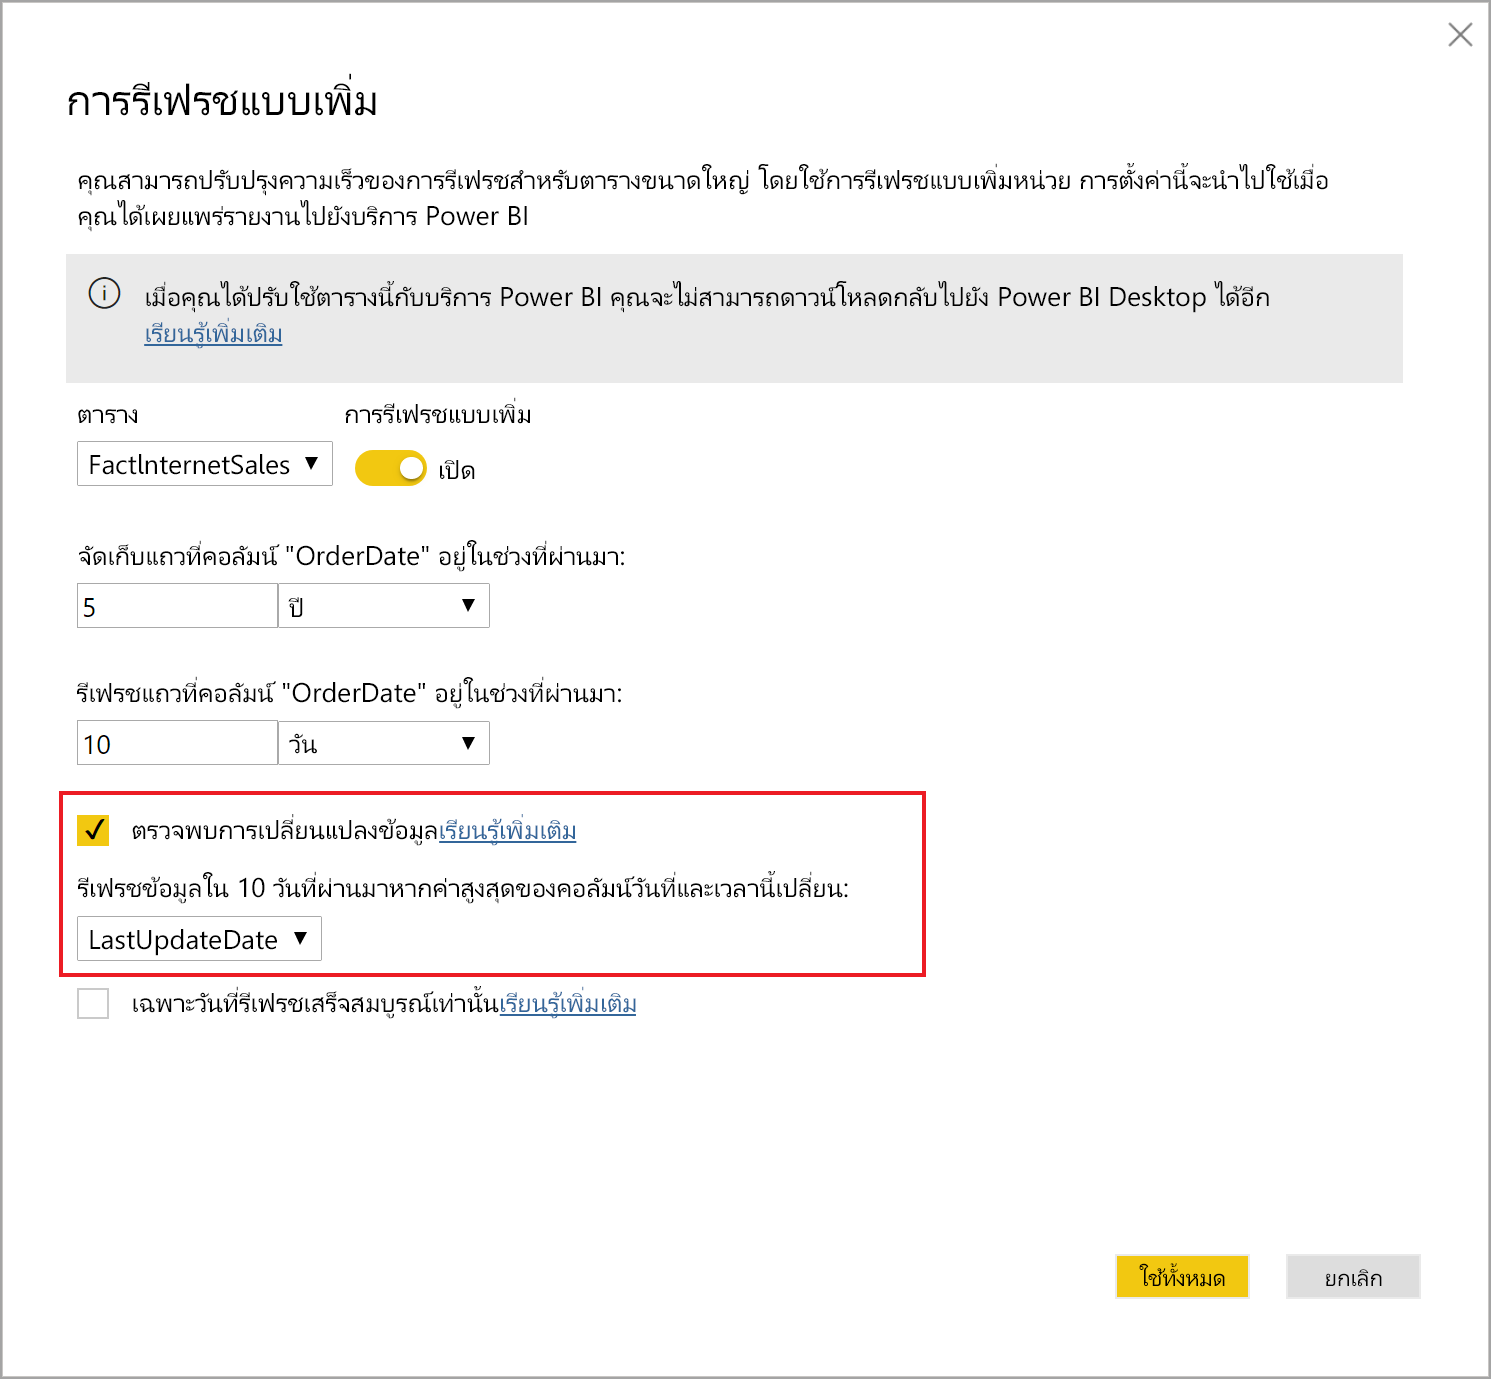 การรีเฟรชแบบเพิ่ม
คุณสามารถปรับปรุงความเร็วของการรีเฟรชสำหรับตารางขนาดใหญ่ โดยใช้การรีเฟรชแบบเพิ่มหน่วย การตั้งค่านี้จะนำไปใช้เมื่อ
คุณได้เผยแพร่รายงานไปยังบริการ Power BI
เมื่อคุณได้ปรับใช้ตารางนี้กับบริการ Power BI คุณจะไม่สามารถดาวน์โหลดกลับไปยัง Power BI Desktop ได้อีก
เรียนรู้เพิ่มเติม
ตาราง การรีเฟรชแบบเพิ่ม
FactInternetSales เปิด
จัดเก็บแถวที่คอลัมน์ "OrderDate" อยู่ในช่วงที่ผ่านมา:
5 ปี
รีเฟรชแถวที่คอลัมน์ "OrderDate" อยู่ในช่วงที่ผ่านมา:
10 วัน
ตรวจพบการเปลี่ยนแปลงข้อมูลเรียนรู้เพิ่มเติม
รีเฟรชข้อมูลใน 10 วันที่ผ่านมาหากค่าสูงสุดของคอลัมน์วันที่และเวลานี้เปลี่ยน:
LastUpdateDate
เฉพาะวันที่รีเฟรชเสร็จสมบูรณ์เท่านั้นเรียนรู้เพิ่มเติม
ใช้ทั้งหมด ยกเลิก